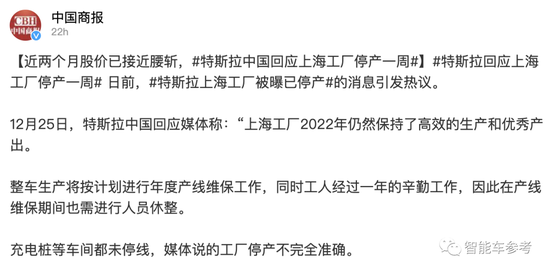 中国商报
22h
CBH
中国商报
【近两个月股价已接近腰斩，#特斯拉中国回应上海工厂停产一周#】#特斯拉回应上海
工厂停产一周# 日前，#特斯拉上海工厂被曝已停产#的消息引发热议。
12月25日，特斯拉中国回应媒体称：“上海工厂2022年仍然保持了高效的生产和优秀产
出。
整车生产将按计划进行年度产线维保工作，同时工人经过一年的辛勤工作，因此在产线
维保期间也需进行人员休整。
充电桩等车间都未停线，媒体说的工厂停产不完全准确。
智能车参考